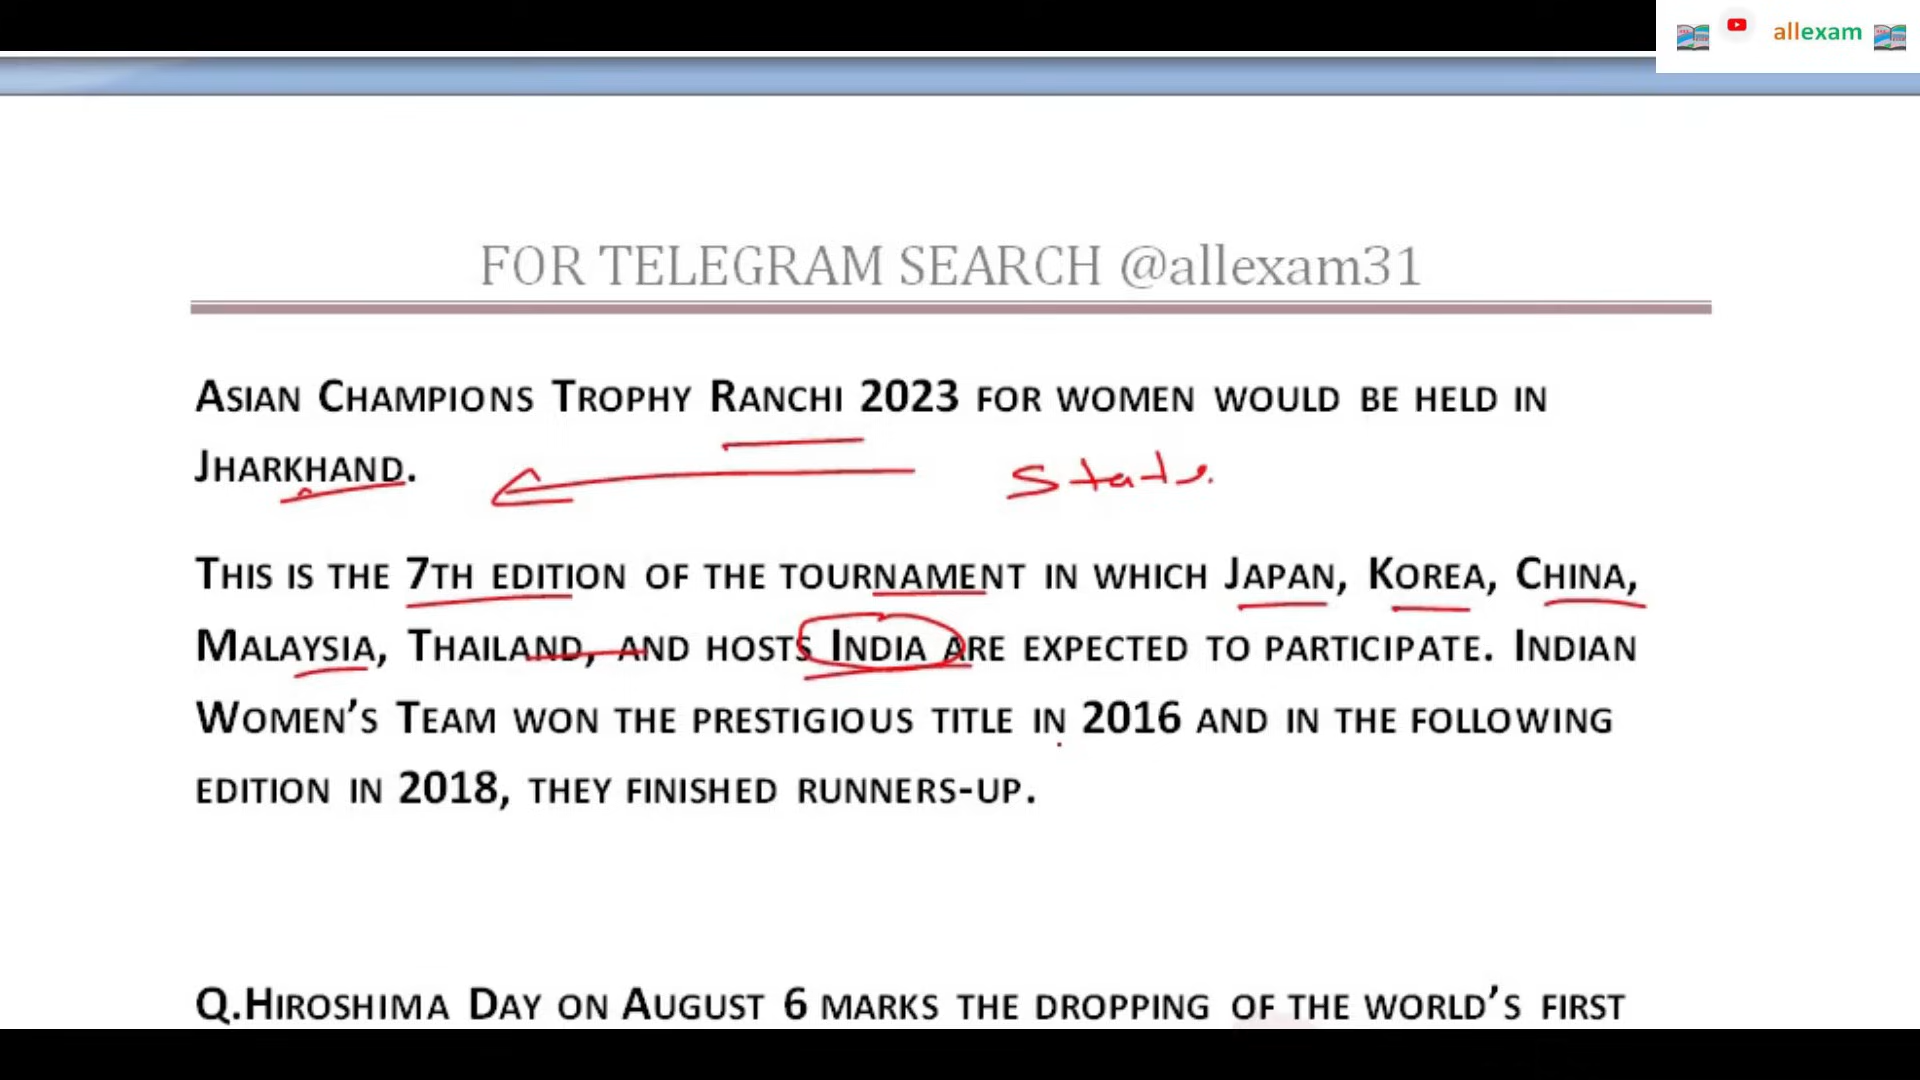 allexam
FOR TELEGRAM SEARCH @allexam31
ASIAN CHAMPIONS TROPHY RANCHI 2023 FOR WOMEN WOULD BE HELD IN
JHARKHAND.
State.
THIS IS THE 7TH EDITION OF THE TOURNAMENT IN WHICH JAPAN, KOREA, CHINA,
MALAYSIA, THAILAND, AND HOSTS INDIA ARE EXPECTED TO PARTICIPATE. INDIAN
WOMEN'S TEAM WON THE PRESTIGIOUS TITLE IN 2016 AND IN THE FOLLOWING
EDITION IN 2018, THEY FINISHED RUNNERS-UP.
Q.HIROSHIMA DAY ON AUGUST 6 MARKS THE DROPPING OF THE WORLD'S FIRST